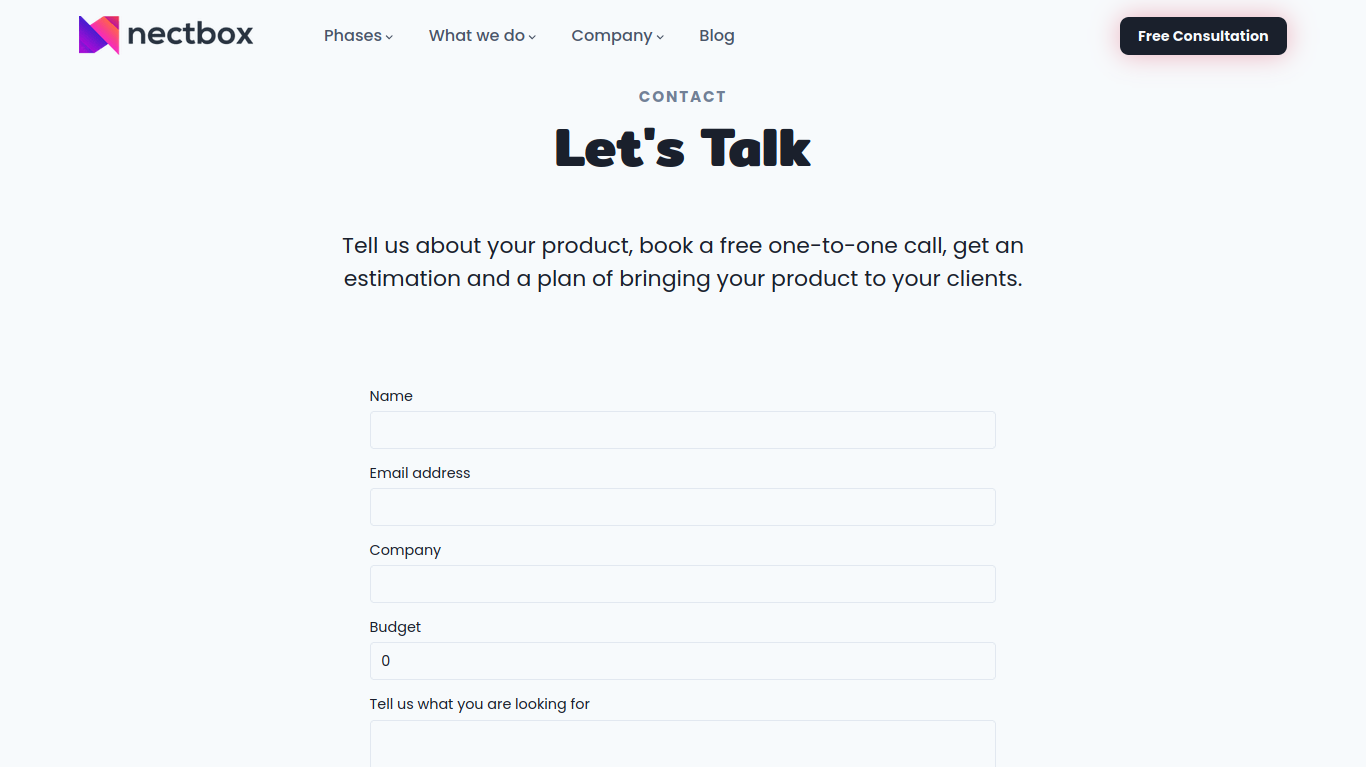 nectbox
Phases
What we do
Company
Blog
Free Consultation
CONTACT
Let's Talk
Tell us about your product, book a free one-to-one call, get an
estimation and a plan of bringing your product to your clients.
Name
Email address
Company
Budget
0
Tell us what you are looking for